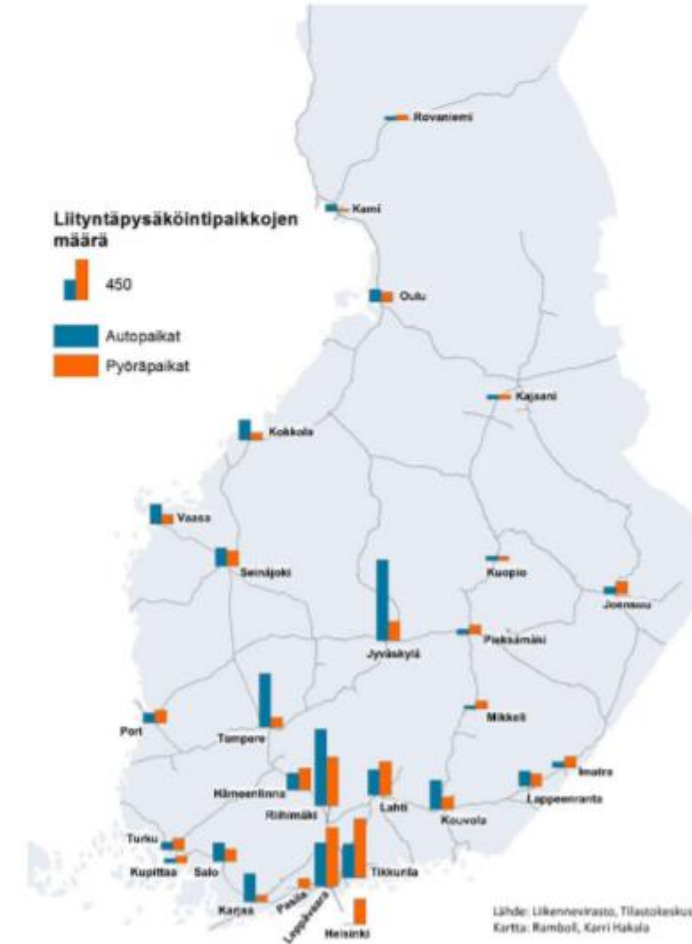 Rovaniemi
Kemi
Liityntäpysäköintipaikkojen
määrä
450
Oulu
Autopaikat
Pyöräpaikat
Kajaani
Kokkola
Vaasa
Seinäjoki
Kuopio
Joensuu
Jyväskylä
Pieksämäki
Pori
Tampere
Mikkeli
Imatra
Hämeenlinna
Lahti
Lappeenranta
Riihimäki
Kouvola
Turku
Kupittaa
Salo
Tikkurila
Karjaa
Pasila
Leppävaara
Helsinki
Lähde: Liikennevirasto, Tilastokeskus
Kartta: Ramboll, Karri Hakala